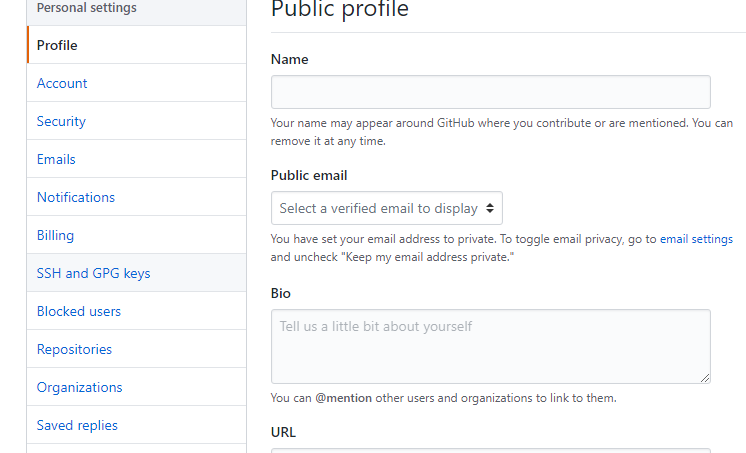 Personal settings
Profile
Account
Security
Emails
Notifications
Billing
SSH and GPG keys
Blocked users
Repositories
Organizations
Saved replies
Public profile
Name
Your name may appear around GitHub where you contribute or are mentioned. You can
remove it at any time.
Public email
Select a verified email to display
You have set your email address to private. To toggle email privacy, go to email settings
and uncheck "Keep my email address private."
Bio
Tell us a little bit about yourself
You can @mention other users and organizations to link to them.
URL